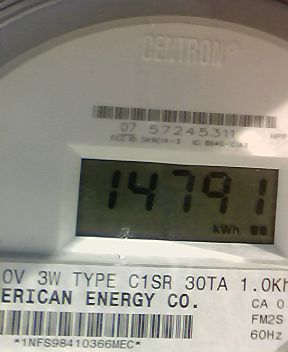 CENTRON®
07 57245311
14791
kWh
0V 3W TYPE C1SR 30TA 1.0Kh
ERICAN ENERGY CO.
CA 0
FM2S
60Hz
*1NFS98410366MEC*